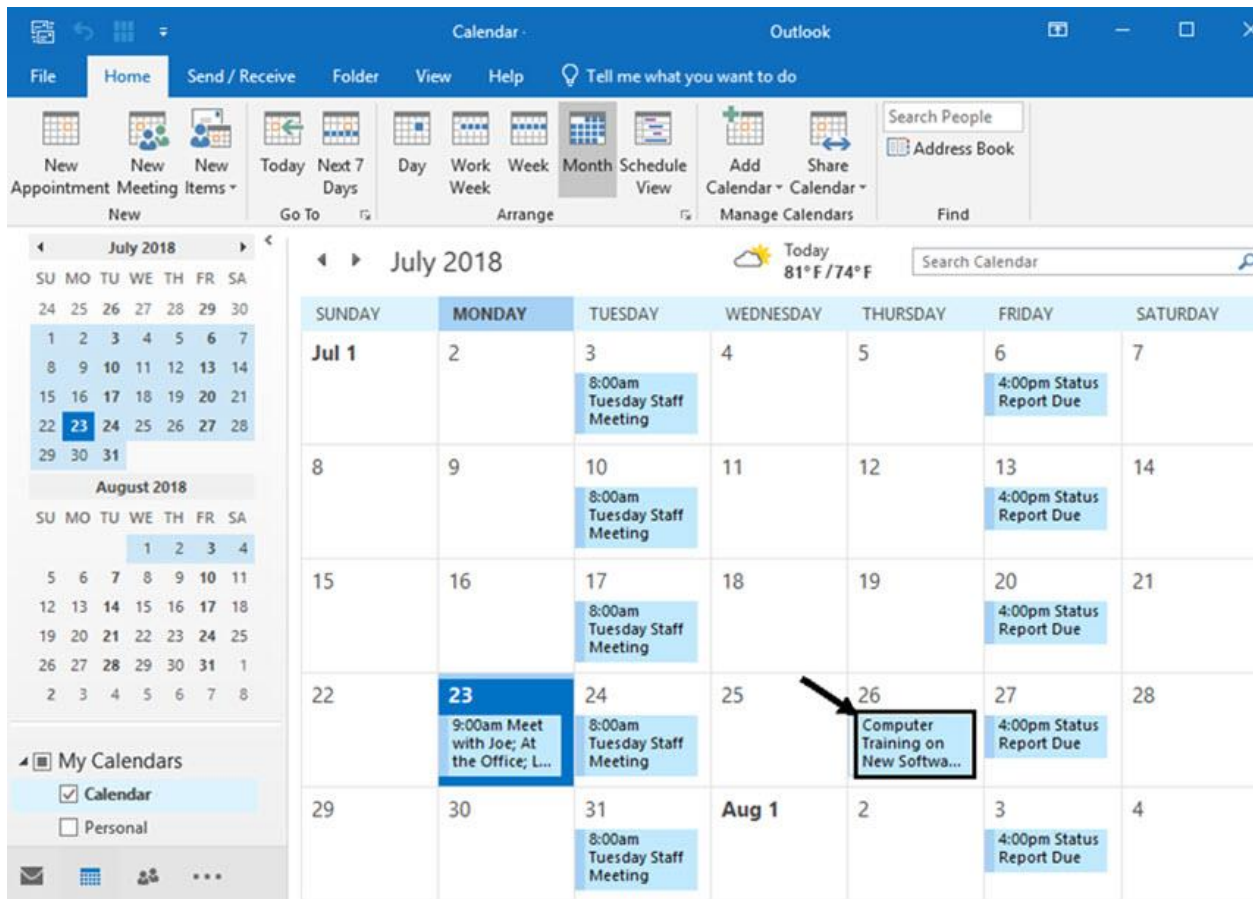 Calendar - Outlook
File Home Send / Receive Folder View Help Tell me what you want to do
New Appointment
New Meeting
New Items
Today
Next 7 Days
Day
Work Week
Week
Month
Schedule View
Add Calendar
Share Calendar
Search People
Address Book
New
Go To
Arrange
Manage Calendars
Find
July 2018
SU MO TU WE TH FR SA
24 25 26 27 28 29 30
1 2 3 4 5 6 7
8 9 10 11 12 13 14
15 16 17 18 19 20 21
22 23 24 25 26 27 28
29 30 31
August 2018
SU MO TU WE TH FR SA
1 2 3 4
5 6 7 8 9 10 11
12 13 14 15 16 17 18
19 20 21 22 23 24 25
26 27 28 29 30 31 1
2 3 4 5 6 7 8
My Calendars
Calendar
Personal
July 2018
Today
81°F/74°F
Search Calendar
SUNDAY MONDAY TUESDAY WEDNESDAY THURSDAY FRIDAY SATURDAY
Jul 1 2 3 4 5 6 7
8:00am
Tuesday Staff
Meeting
4:00pm Status
Report Due
8 9 10 11 12 13 14
8:00am
Tuesday Staff
Meeting
4:00pm Status
Report Due
15 16 17 18 19 20 21
8:00am
Tuesday Staff
Meeting
4:00pm Status
Report Due
22 23 24 25 26 27 28
9:00am Meet
with Joe; At
the Office; L...
8:00am
Tuesday Staff
Meeting
Computer
Training on
New Softwa...
4:00pm Status
Report Due
29 30 31 Aug 1 2 3 4
8:00am
Tuesday Staff
Meeting
4:00pm Status
Report Due